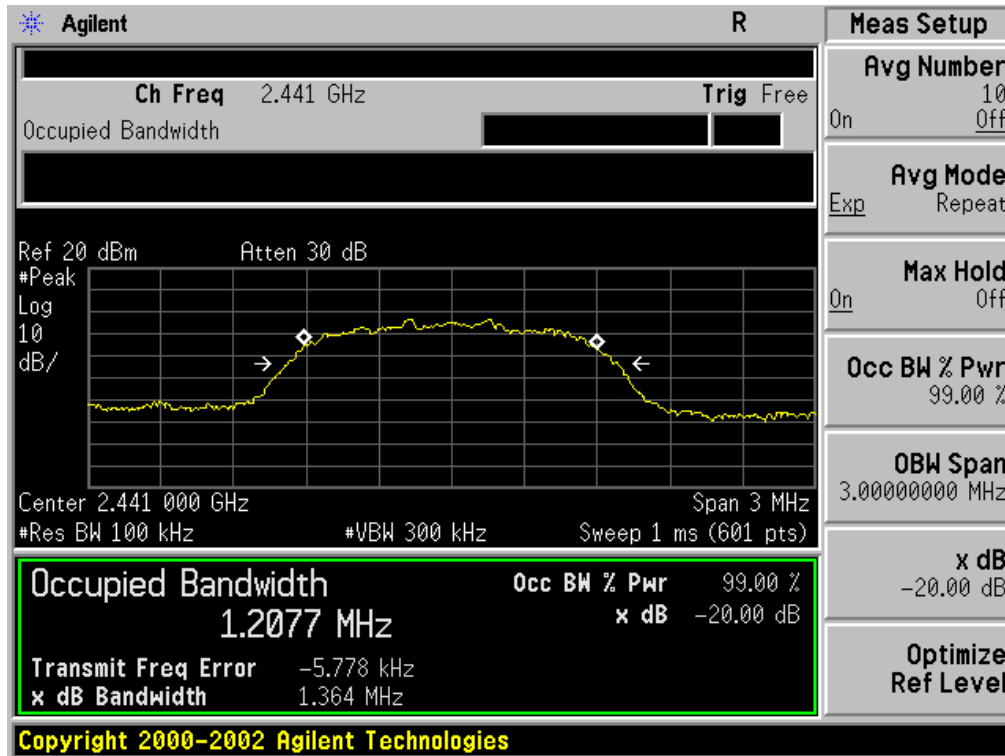 Agilent R
Ch Freq 2.441 GHz Trig Free
Occupied Bandwidth
Ref 20 dBm Atten 30 dB
#Peak
Log
10
dB/
Center 2.441 000 GHz Span 3 MHz
#Res BW 100 kHz #VBW 300 kHz Sweep 1 ms (601 pts)
Occupied Bandwidth Occ BW % Pwr 99.00 %
1.2077 MHz x dB -20.00 dB
Transmit Freq Error -5.778 kHz
x dB Bandwidth 1.364 MHz
Copyright 2000-2002 Agilent Technologies
Meas Setup
Avg Number
10
On Off
Avg Mode
Exp Repeat
Max Hold
On Off
Occ BW % Pwr
99.00 %
OBW Span
3.00000000 MHz
x dB
-20.00 dB
Optimize
Ref Level